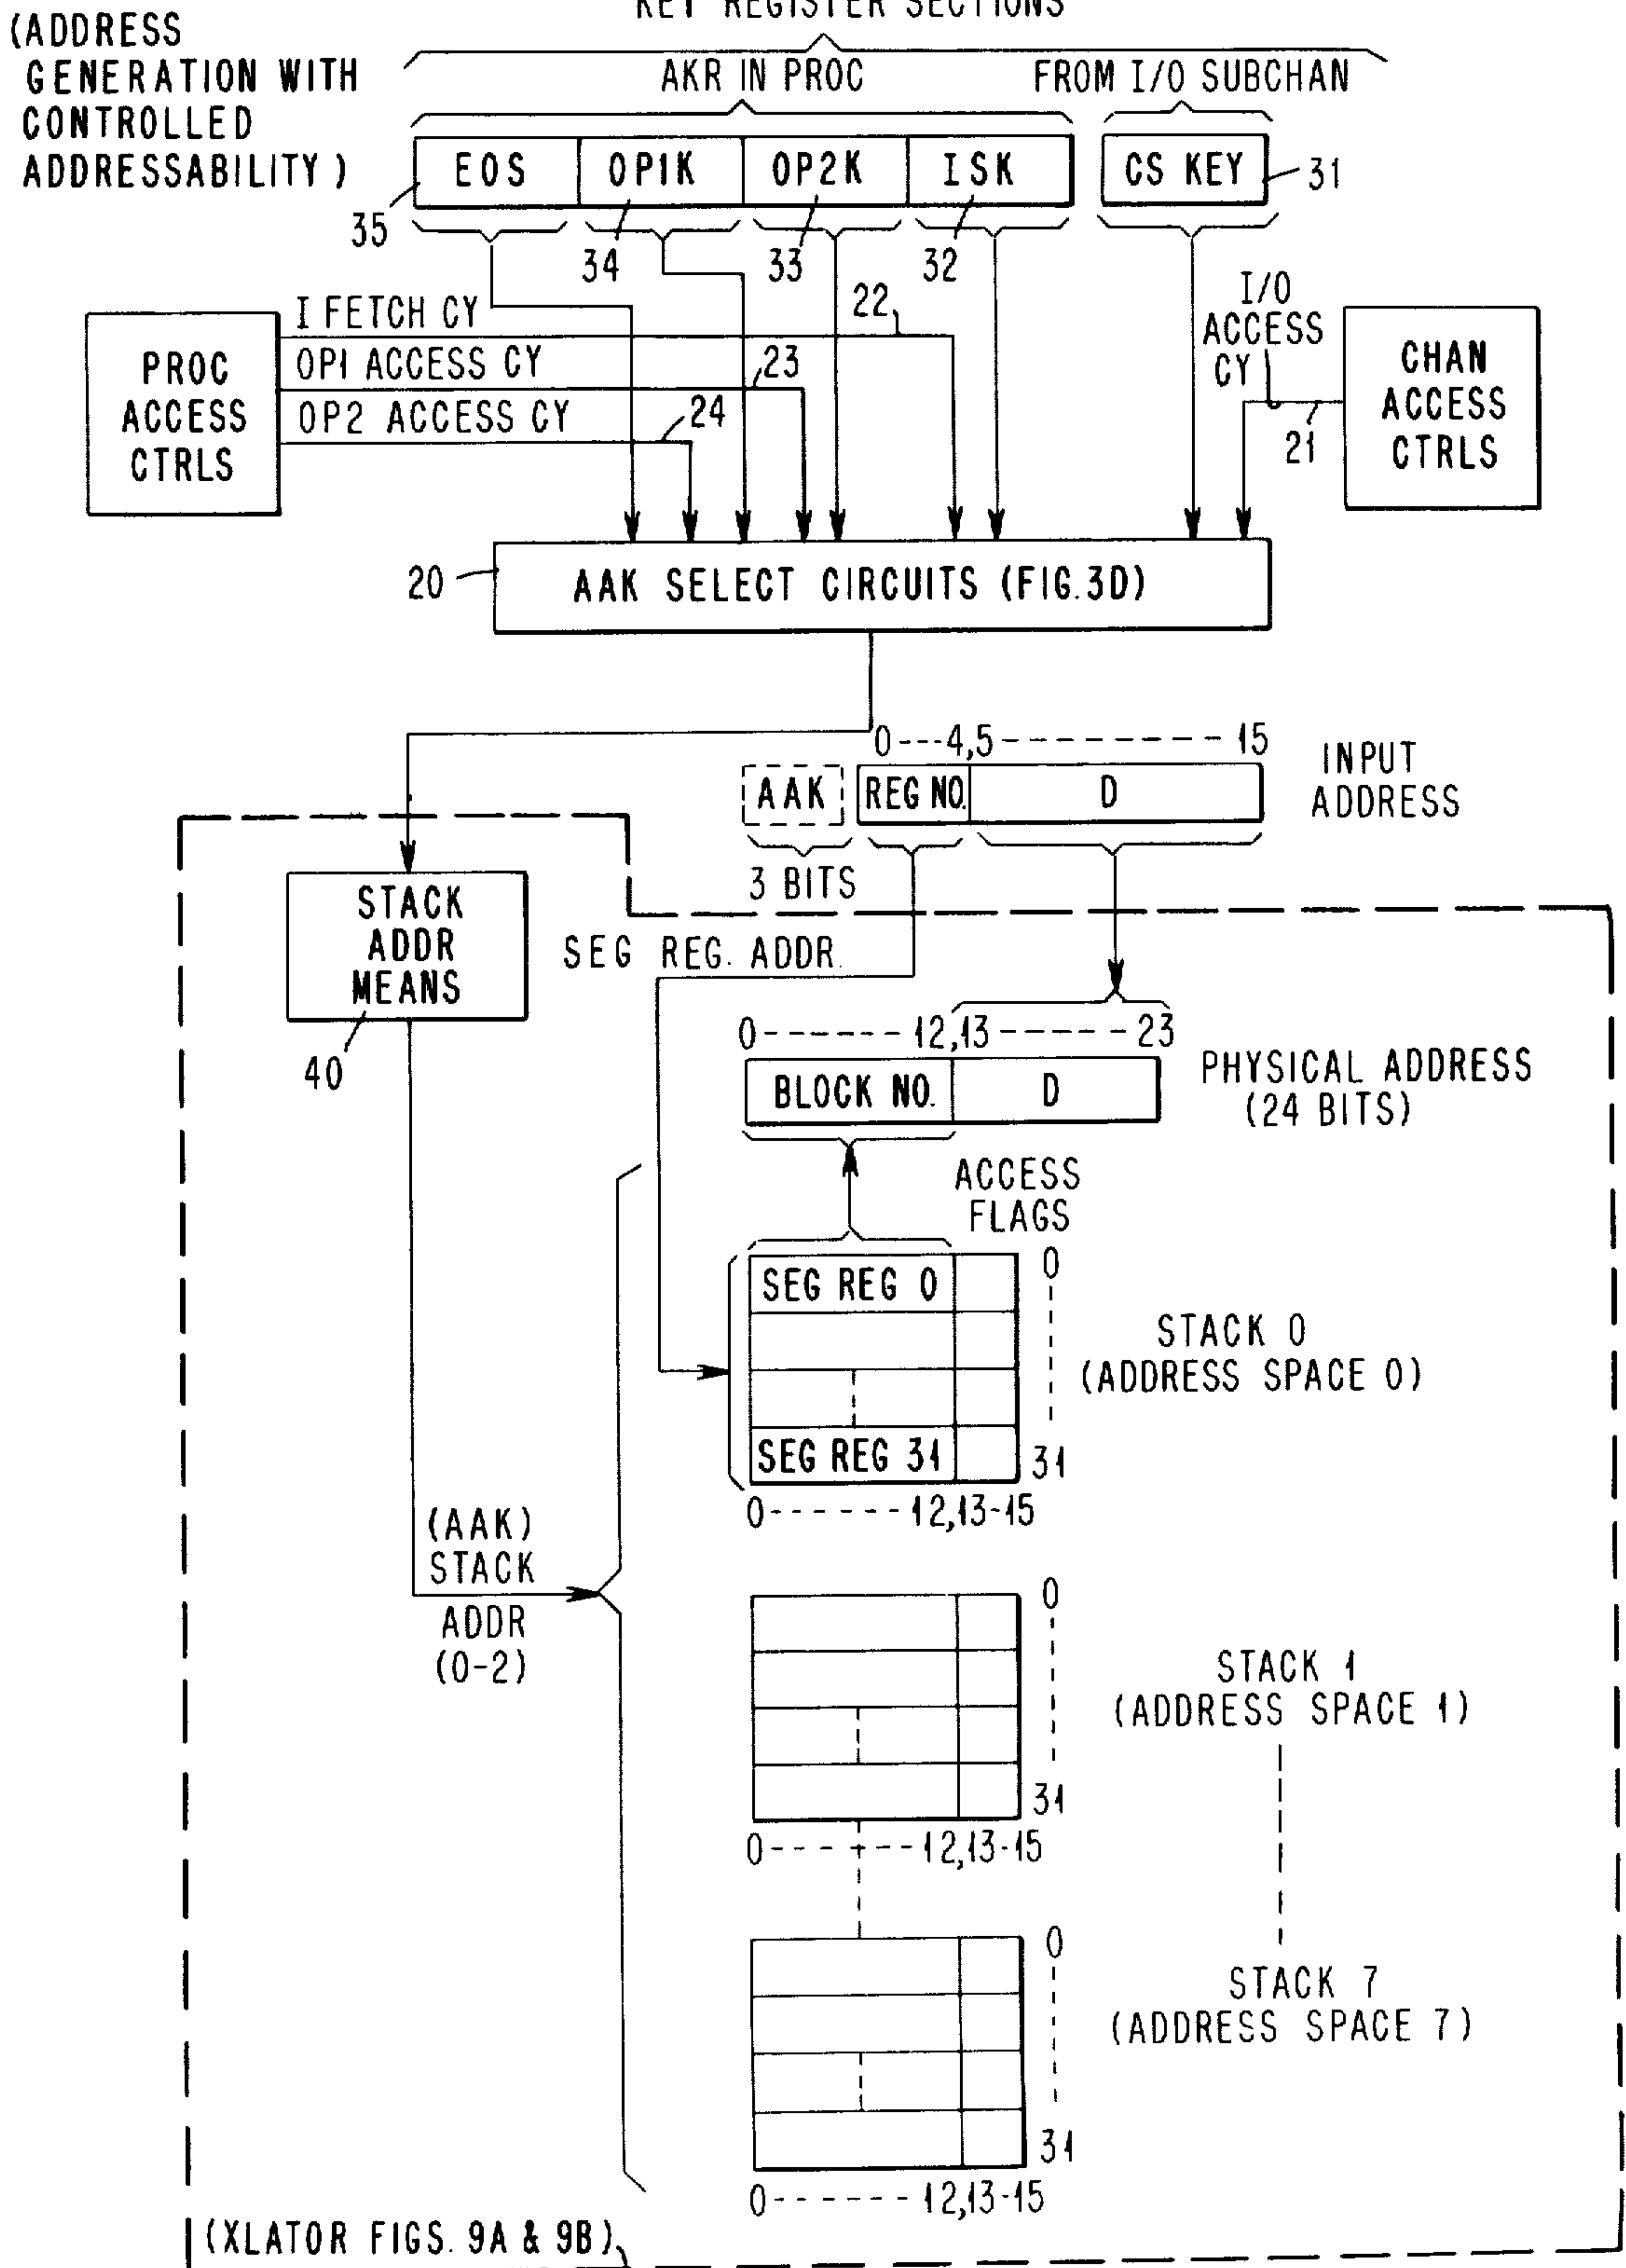 KEY REGISTER SECTIONS
(ADDRESS
GENERATION WITH
CONTROLLED
ADDRESSABILITY)
AKR IN PROC
FROM I/O SUBCHAN
EOS OP1K OP2K ISK CS KEY 31
35
34 33 32
I FETCH CY 22
I/O
ACCESS
CY
OP1 ACCESS CY 23
OP2 ACCESS CY 24
21
PROC
ACCESS
CTRLS
CHAN
ACCESS
CTRLS
20 AAK SELECT CIRCUITS (FIG.3D)
0---4,5---------15
INPUT
ADDRESS
AAK REG NO. D
3 BITS
STACK
ADDR
MEANS
40
SEG REG. ADDR.
0------12,13-----23
BLOCK NO. D
PHYSICAL ADDRESS
(24 BITS)
ACCESS
FLAGS
SEG REG 0 0
STACK 0
(ADDRESS SPACE 0)
SEG REG 31 31
0------12,13-15
(AAK)
STACK
ADDR
(0-2)
0
STACK 1
(ADDRESS SPACE 1)
31
0------12,13-15
0
STACK 7
(ADDRESS SPACE 7)
31
0------12,13-15
(XLATOR FIGS. 9A & 9B)